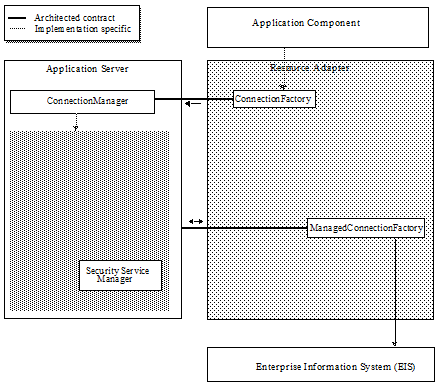 Architected contract
Implementation specific
Application Component
Application Server
Resource Adapter
ConnectionManager
ConnectionFactory
ManagedConnectionFactory
Security Service
Manager
Enterprise Information System (EIS)